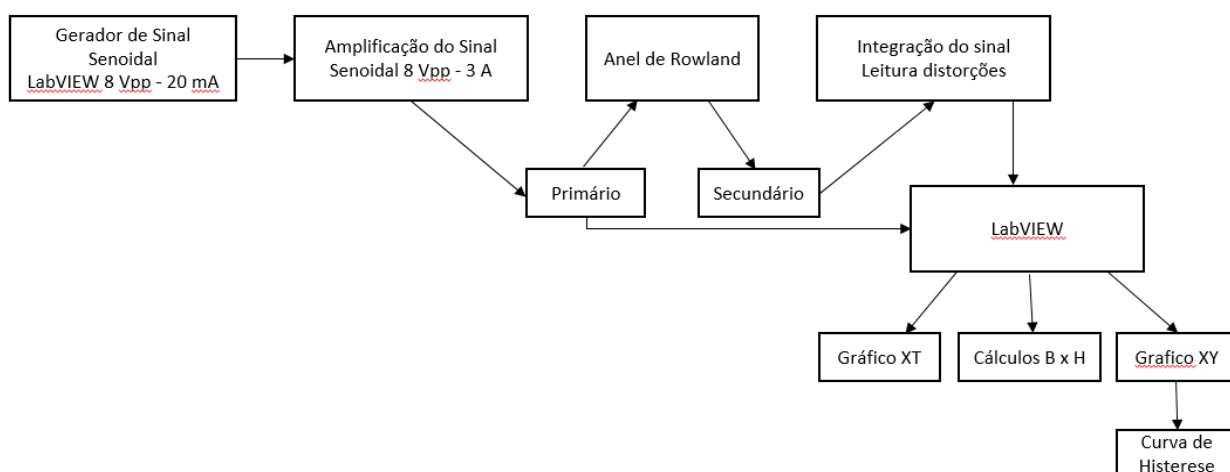 Gerador de Sinal
Senoidal
LabVIEW 8 Vpp - 20 mA
Amplificação do Sinal
Senoidal 8 Vpp - 3 A
Anel de Rowland
Integração do sinal
Leitura distorções
Primário
Secundário
LabVIEW
Gráfico XT
Cálculos B x H
Grafico XY
Curva de
Histerese